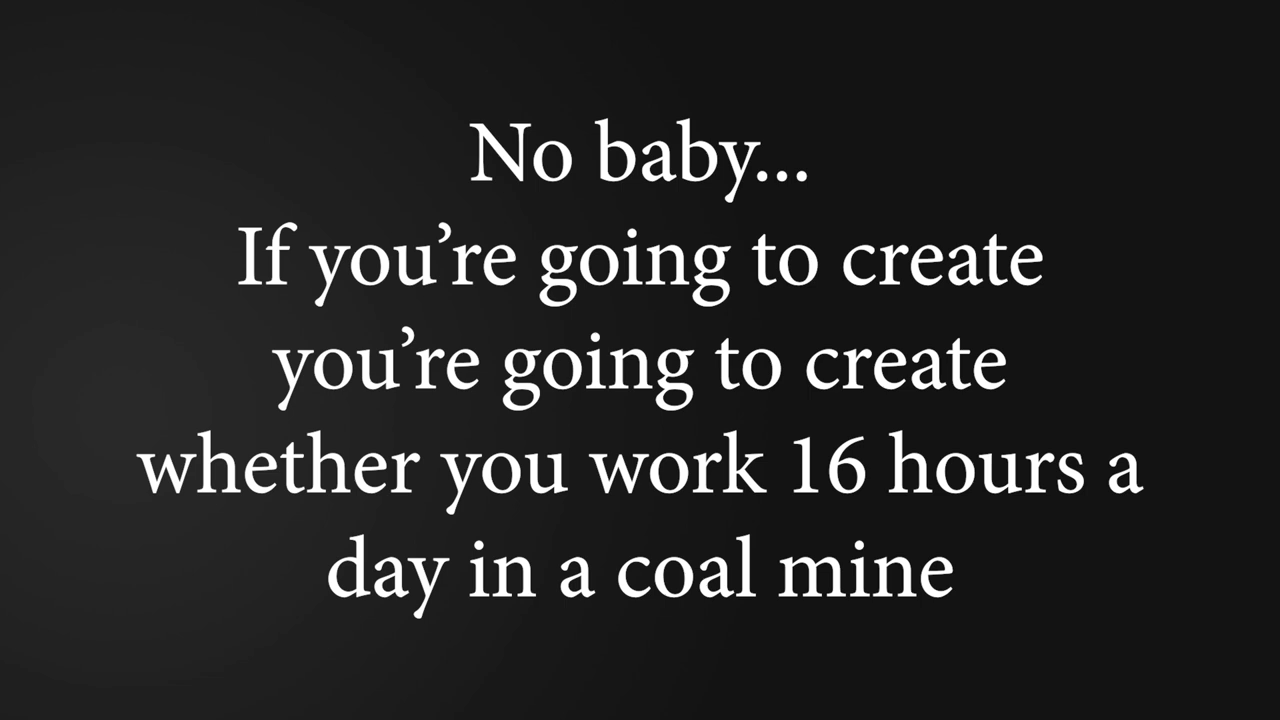 No baby...
If you’re going to create
you’re going to create
whether you work 16 hours a
day in a coal mine